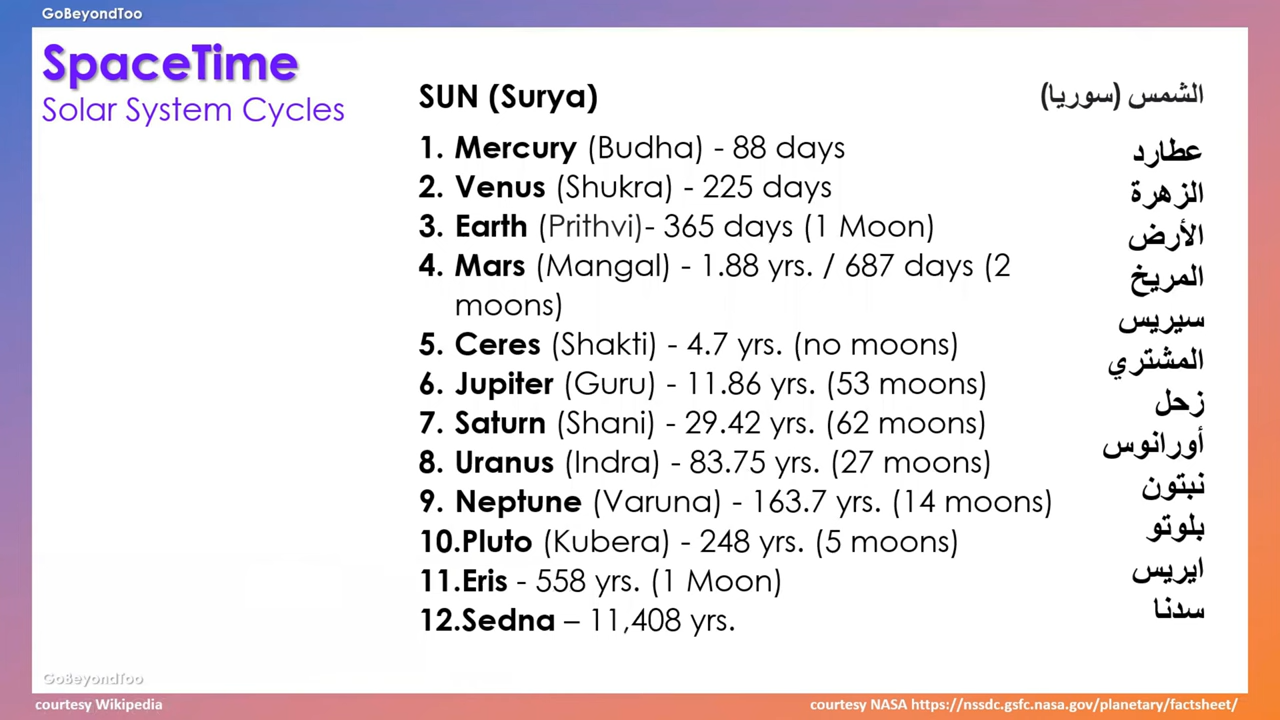 GoBeyondToo
SpaceTime
Solar System Cycles
SUN (Surya)
الشمس (سوريا)
1. Mercury (Budha) - 88 days
عطارد
2. Venus (Shukra) - 225 days
الزهرة
3. Earth (Prithvi)- 365 days (1 Moon)
الأرض
4. Mars (Mangal) - 1.88 yrs. / 687 days (2
moons)
المريخ
5. Ceres (Shakti) - 4.7 yrs. (no moons)
سيريس
6. Jupiter (Guru) - 11.86 yrs. (53 moons)
المشتري
7. Saturn (Shani) - 29.42 yrs. (62 moons)
زحل
8. Uranus (Indra) - 83.75 yrs. (27 moons)
أورانوس
9. Neptune (Varuna) - 163.7 yrs. (14 moons)
نبتون
10.Pluto (Kubera) - 248 yrs. (5 moons)
بلوتو
11.Eris - 558 yrs. (1 Moon)
ايريس
12.Sedna – 11,408 yrs.
سدنا
GoBeyondToo
courtesy Wikipedia
courtesy NASA https://nssdc.gsfc.nasa.gov/planetary/factsheet/